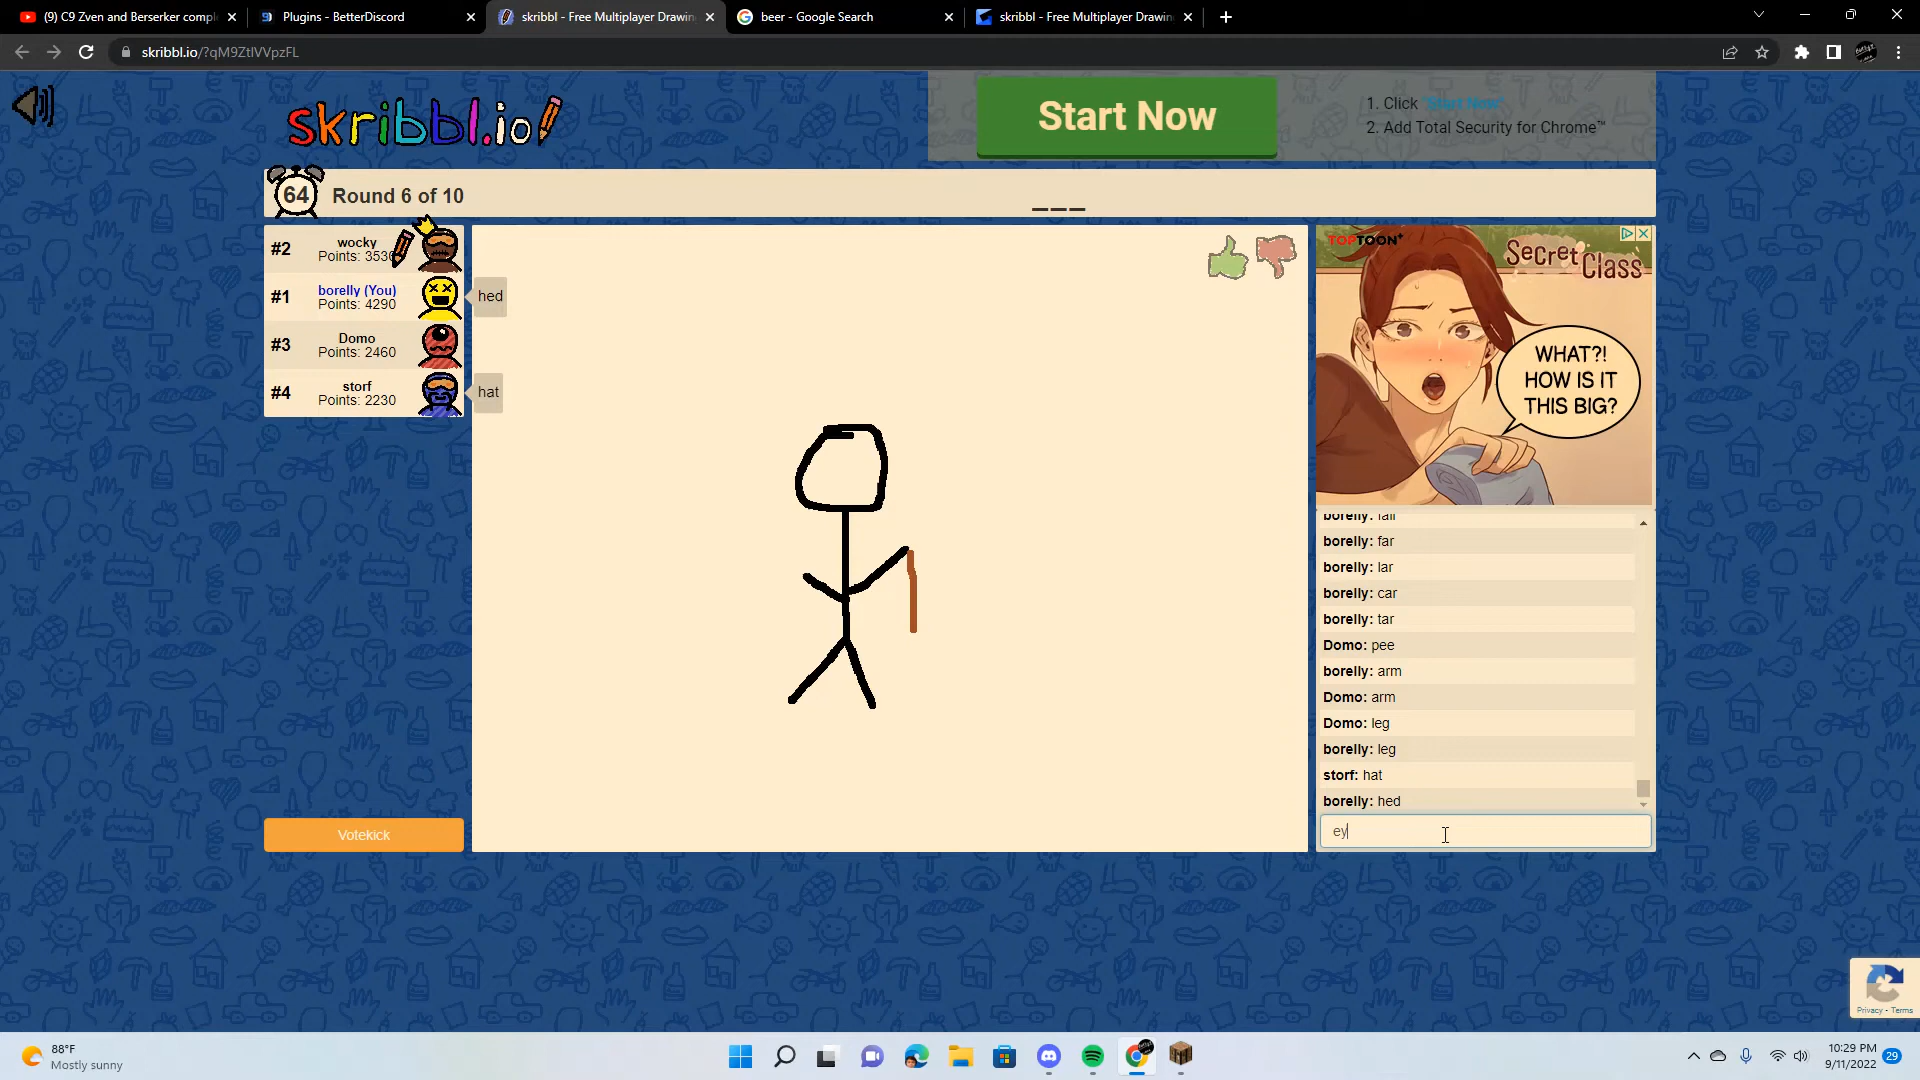 (9) C9 Zven and Berserker compl
Plugins - BetterDiscord
skribbl - Free Multiplayer Drawin
beer - Google Search
skribbl - Free Multiplayer Drawin
skribbl.io/?qM9ZtlVVpzFL
skribbl.io
Start Now
1. Click "Start Now"
2. Add Total Security for Chrome™
64
Round 6 of 10
#2
wocky
Points: 3530
#1
borelly (You)
Points: 4290
hed
#3
Domo
Points: 2460
#4
storf
Points: 2230
hat
TOPTOON+
Secret Class
WHAT?!
HOW IS IT
THIS BIG?
borelly: far
borelly: lar
borelly: car
borelly: tar
Domo: pee
borelly: arm
Domo: arm
Domo: leg
borelly: leg
storf: hat
borelly: hed
ey
Votekick
Privacy - Terms
88°F
Mostly sunny
10:29 PM
9/11/2022
29